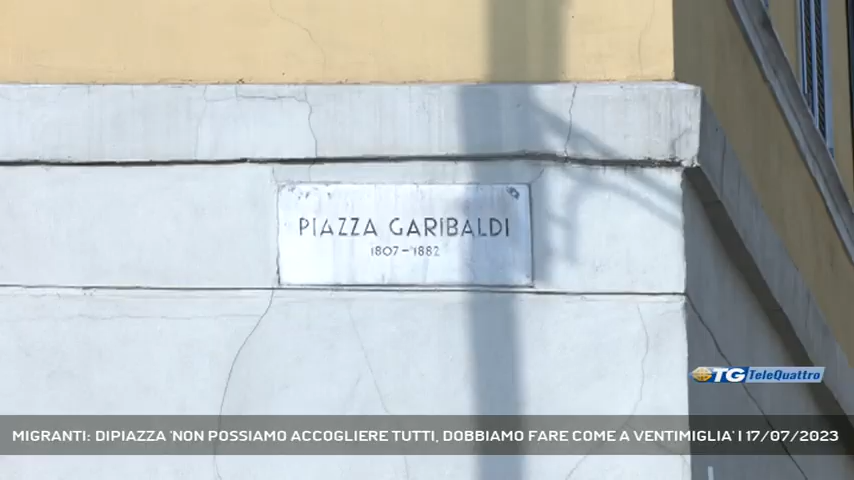 PIAZZA GARIBALDI
1807-1882
TG TeleQuattro
MIGRANTI: DIPIAZZA 'NON POSSIAMO ACCOGLIERE TUTTI, DOBBIAMO FARE COME A VENTIMIGLIA' | 17/07/2023